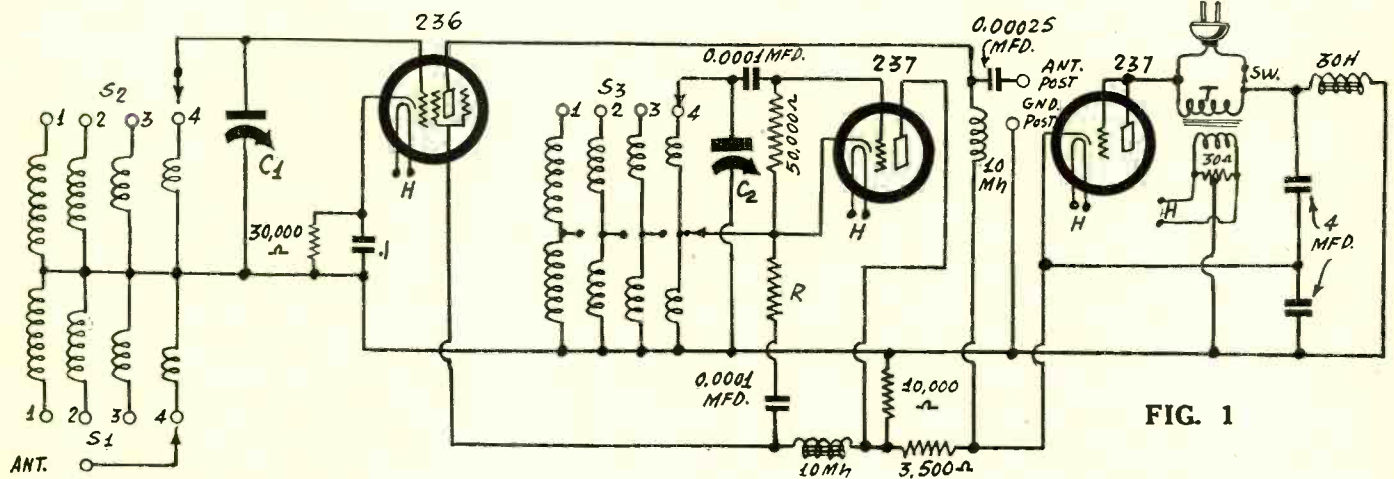 236
S2
1 2 3 4
C1
H
30,000
Ω
.1
1 2 3 4
S1
ANT.
0.0001 MFD.
S3
1 2 3 4
C2
50,000Ω
R
237
H
0.0001
MFD.
10Mh
10,000
Ω
3,500Ω
0.00025
MFD.
ANT.
POST
GND.
POST
10
Mh
237
H
T
SW.
30Ω
H
30H
4
MFD.
FIG. 1